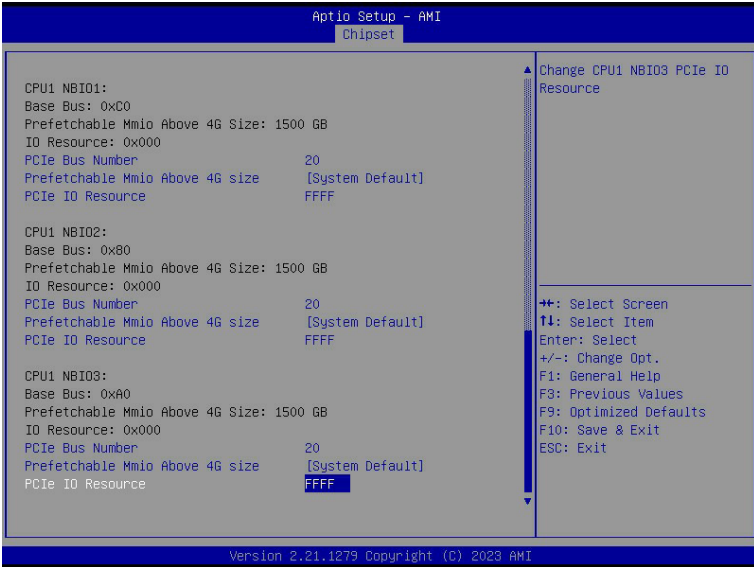 Aptio Setup – AMI
Chipset
CPU1 NBIO1:
Base Bus: 0xC0
Prefetchable Mmio Above 4G Size: 1500 GB
IO Resource: 0x000
PCIe Bus Number 20
Prefetchable Mmio Above 4G size [System Default]
PCIe IO Resource FFFF
CPU1 NBIO2:
Base Bus: 0x80
Prefetchable Mmio Above 4G Size: 1500 GB
IO Resource: 0x000
PCIe Bus Number 20
Prefetchable Mmio Above 4G size [System Default]
PCIe IO Resource FFFF
CPU1 NBIO3:
Base Bus: 0xA0
Prefetchable Mmio Above 4G Size: 1500 GB
IO Resource: 0x000
PCIe Bus Number 20
Prefetchable Mmio Above 4G size [System Default]
PCIe IO Resource FFFF
Change CPU1 NBIO3 PCIe IO
Resource
→←: Select Screen
↑↓: Select Item
Enter: Select
+/-: Change Opt.
F1: General Help
F3: Previous Values
F9: Optimized Defaults
F10: Save & Exit
ESC: Exit
Version 2.21.1279 Copyright (C) 2023 AMI